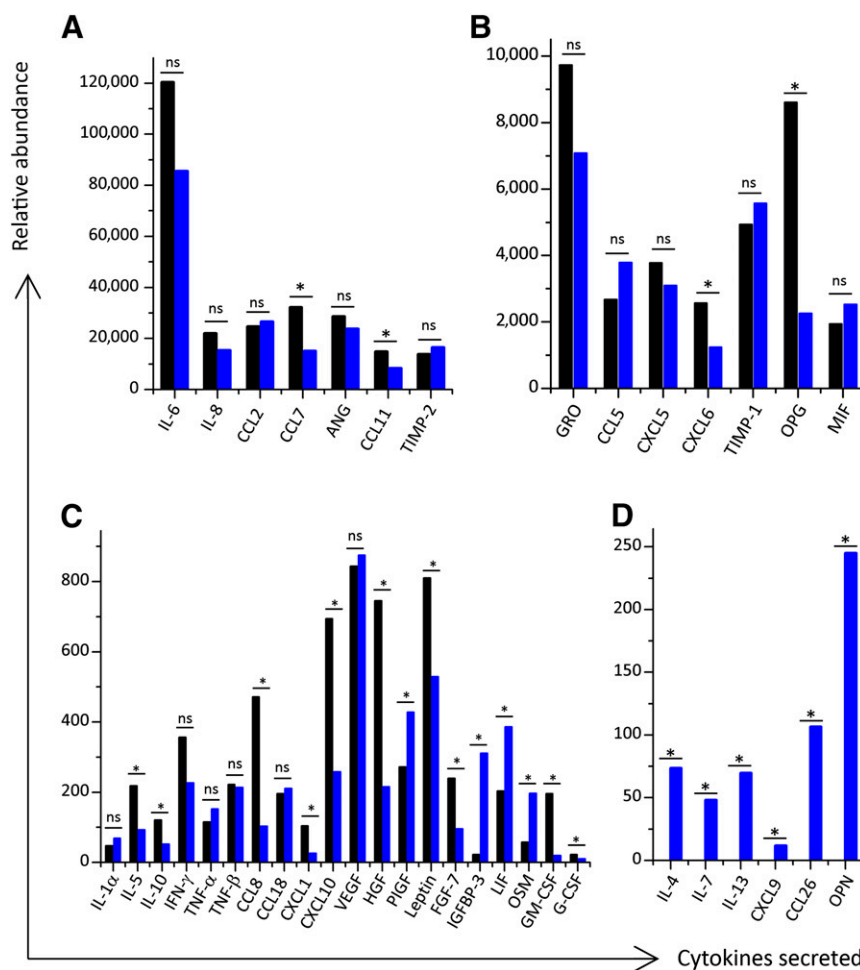 A
Relative abundance
120,000
100,000
80,000
60,000
40,000
20,000
0
ns
ns
ns
*
ns
*
ns
IL-6
IL-8
CCL2
CCL7
ANG
CCL11
TIMP-2
B
10,000
8,000
6,000
4,000
2,000
0
ns
ns
ns
*
ns
*
ns
GRO
CCL5
CXCL5
CXCL6
TIMP-1
OPG
MIF
C
800
600
400
200
0
ns
*
*
ns
ns
ns
*
ns
*
*
ns
*
*
*
*
*
*
*
*
*
IL-1α
IL-5
IL-10
IFN-γ
TNF-α
TNF-β
CCL8
CCL18
CXCL1
CXCL10
VEGF
HGF
PIGF
Leptin
FGF-7
IGFBP-3
LIF
OSM
GM-CSF
G-CSF
D
250
200
150
100
50
0
*
*
*
*
*
*
IL-4
IL-7
IL-13
CXCL9
CCL26
OPN
Cytokines secreted